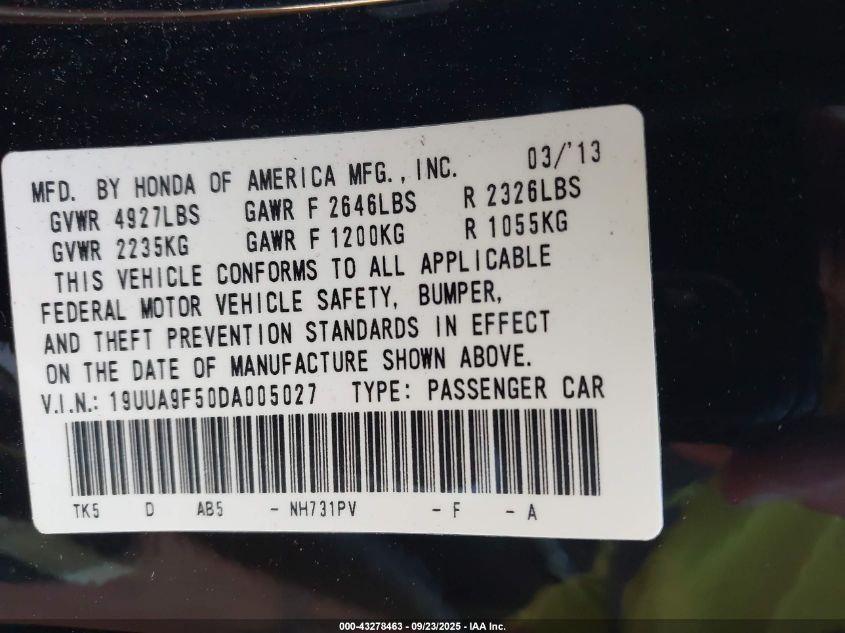 03/'13
MFD. BY HONDA OF AMERICA MFG., INC.
GVWR 4927LBS GAWR F 2646LBS R 2326LBS
GVWR 2235KG GAWR F 1200KG R 1055KG
THIS VEHICLE CONFORMS TO ALL APPLICABLE
FEDERAL MOTOR VEHICLE SAFETY, BUMPER,
AND THEFT PREVENTION STANDARDS IN EFFECT
ON THE DATE OF MANUFACTURE SHOWN ABOVE.
V.I.N.: 19UUA9F50DA005027 TYPE: PASSENGER CAR
TK5 D AB5 - NH731PV - F - A
000-43278463 - 09/23/2025 - IAA Inc.